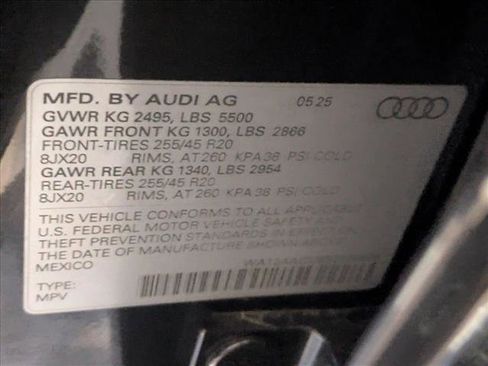 MFD. BY AUDI AG 05 25
GVWR KG 2495, LBS 5500
GAWR FRONT KG 1300, LBS 2866
FRONT-TIRES 255/45 R20
8JX20 RIMS, AT 260 KPA 38 PSI COLD
GAWR REAR KG 1340, LBS 2954
REAR-TIRES 255/45 R20
8JX20 RIMS, AT 260 KPA 38 PSI COLD
THIS VEHICLE CONFORMS TO ALL APPLICABLE
U.S. FEDERAL MOTOR VEHICLE SAFETY AND
THEFT PREVENTION STANDARDS IN EFFECT
THE DATE OF MANUFACTURE SHOWN
MEXICO
TYPE:
MPV